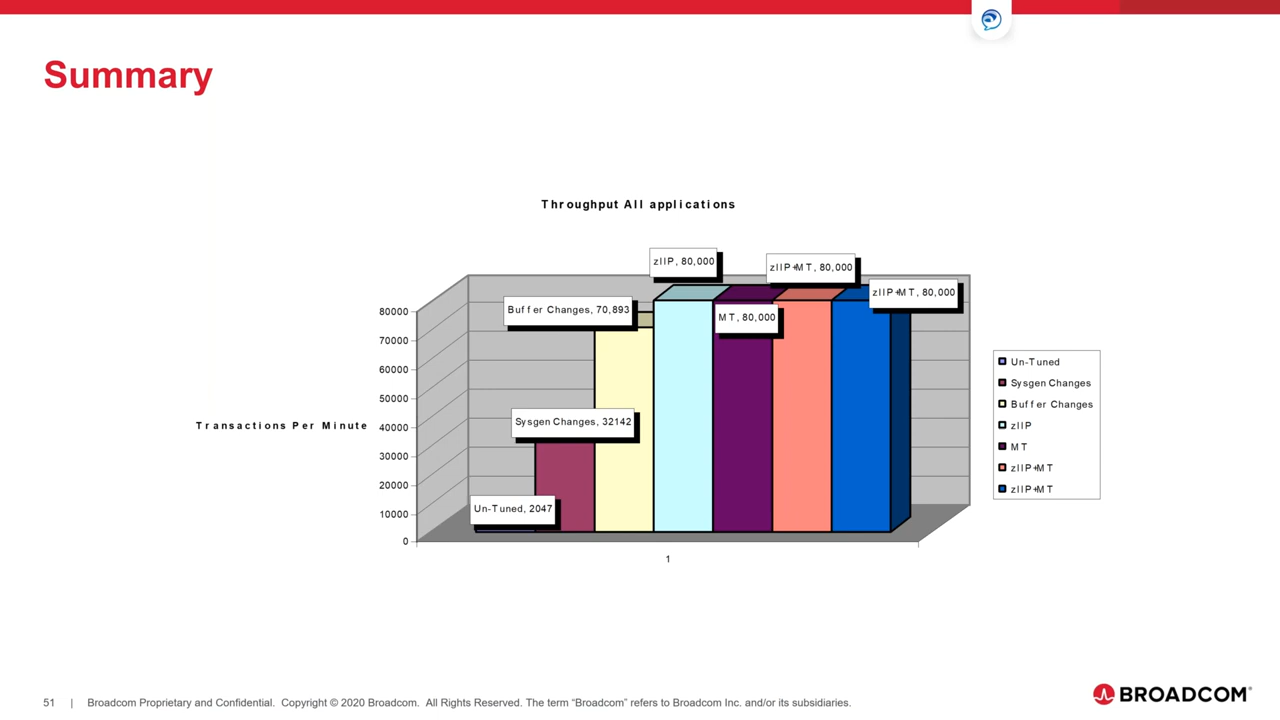 Summary
Throughput All applications
zIIP, 80,000
zIIP+MT, 80,000
zIIP+MT, 80,000
Buffer Changes, 70,893
MT, 80,000
Sysgen Changes, 32142
Un-Tuned, 2047
Transactions Per Minute
80000
70000
60000
50000
40000
30000
20000
10000
0
1
Un-Tuned
Sysgen Changes
Buffer Changes
zIIP
MT
zIIP+MT
zIIP+MT
51 | Broadcom Proprietary and Confidential. Copyright © 2020 Broadcom. All Rights Reserved. The term “Broadcom” refers to Broadcom Inc. and/or its subsidiaries.
BROADCOM®